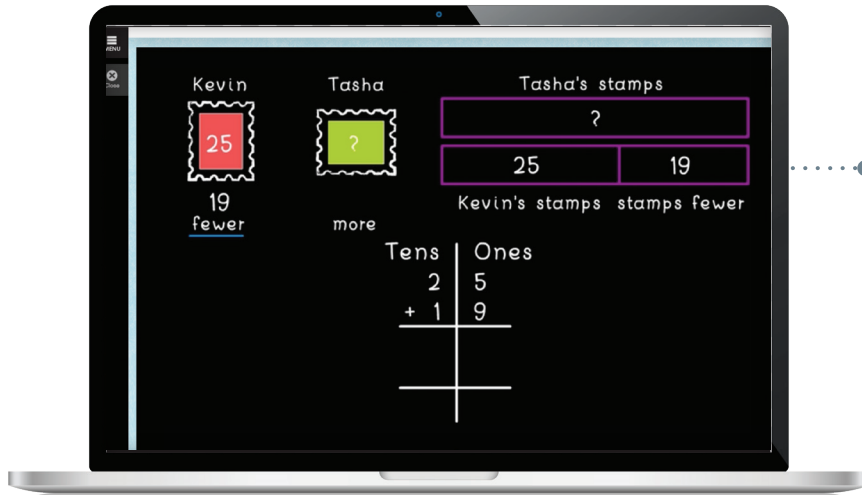 MENU
Close
Kevin
Tasha
25
?
19
fewer
more
Tasha's stamps
?
25 19
Kevin's stamps stamps fewer
Tens Ones
2 5
+ 1 9